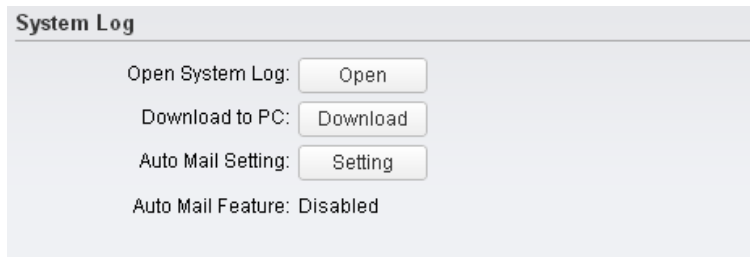 System Log
Open System Log: Open
Download to PC: Download
Auto Mail Setting: Setting
Auto Mail Feature: Disabled